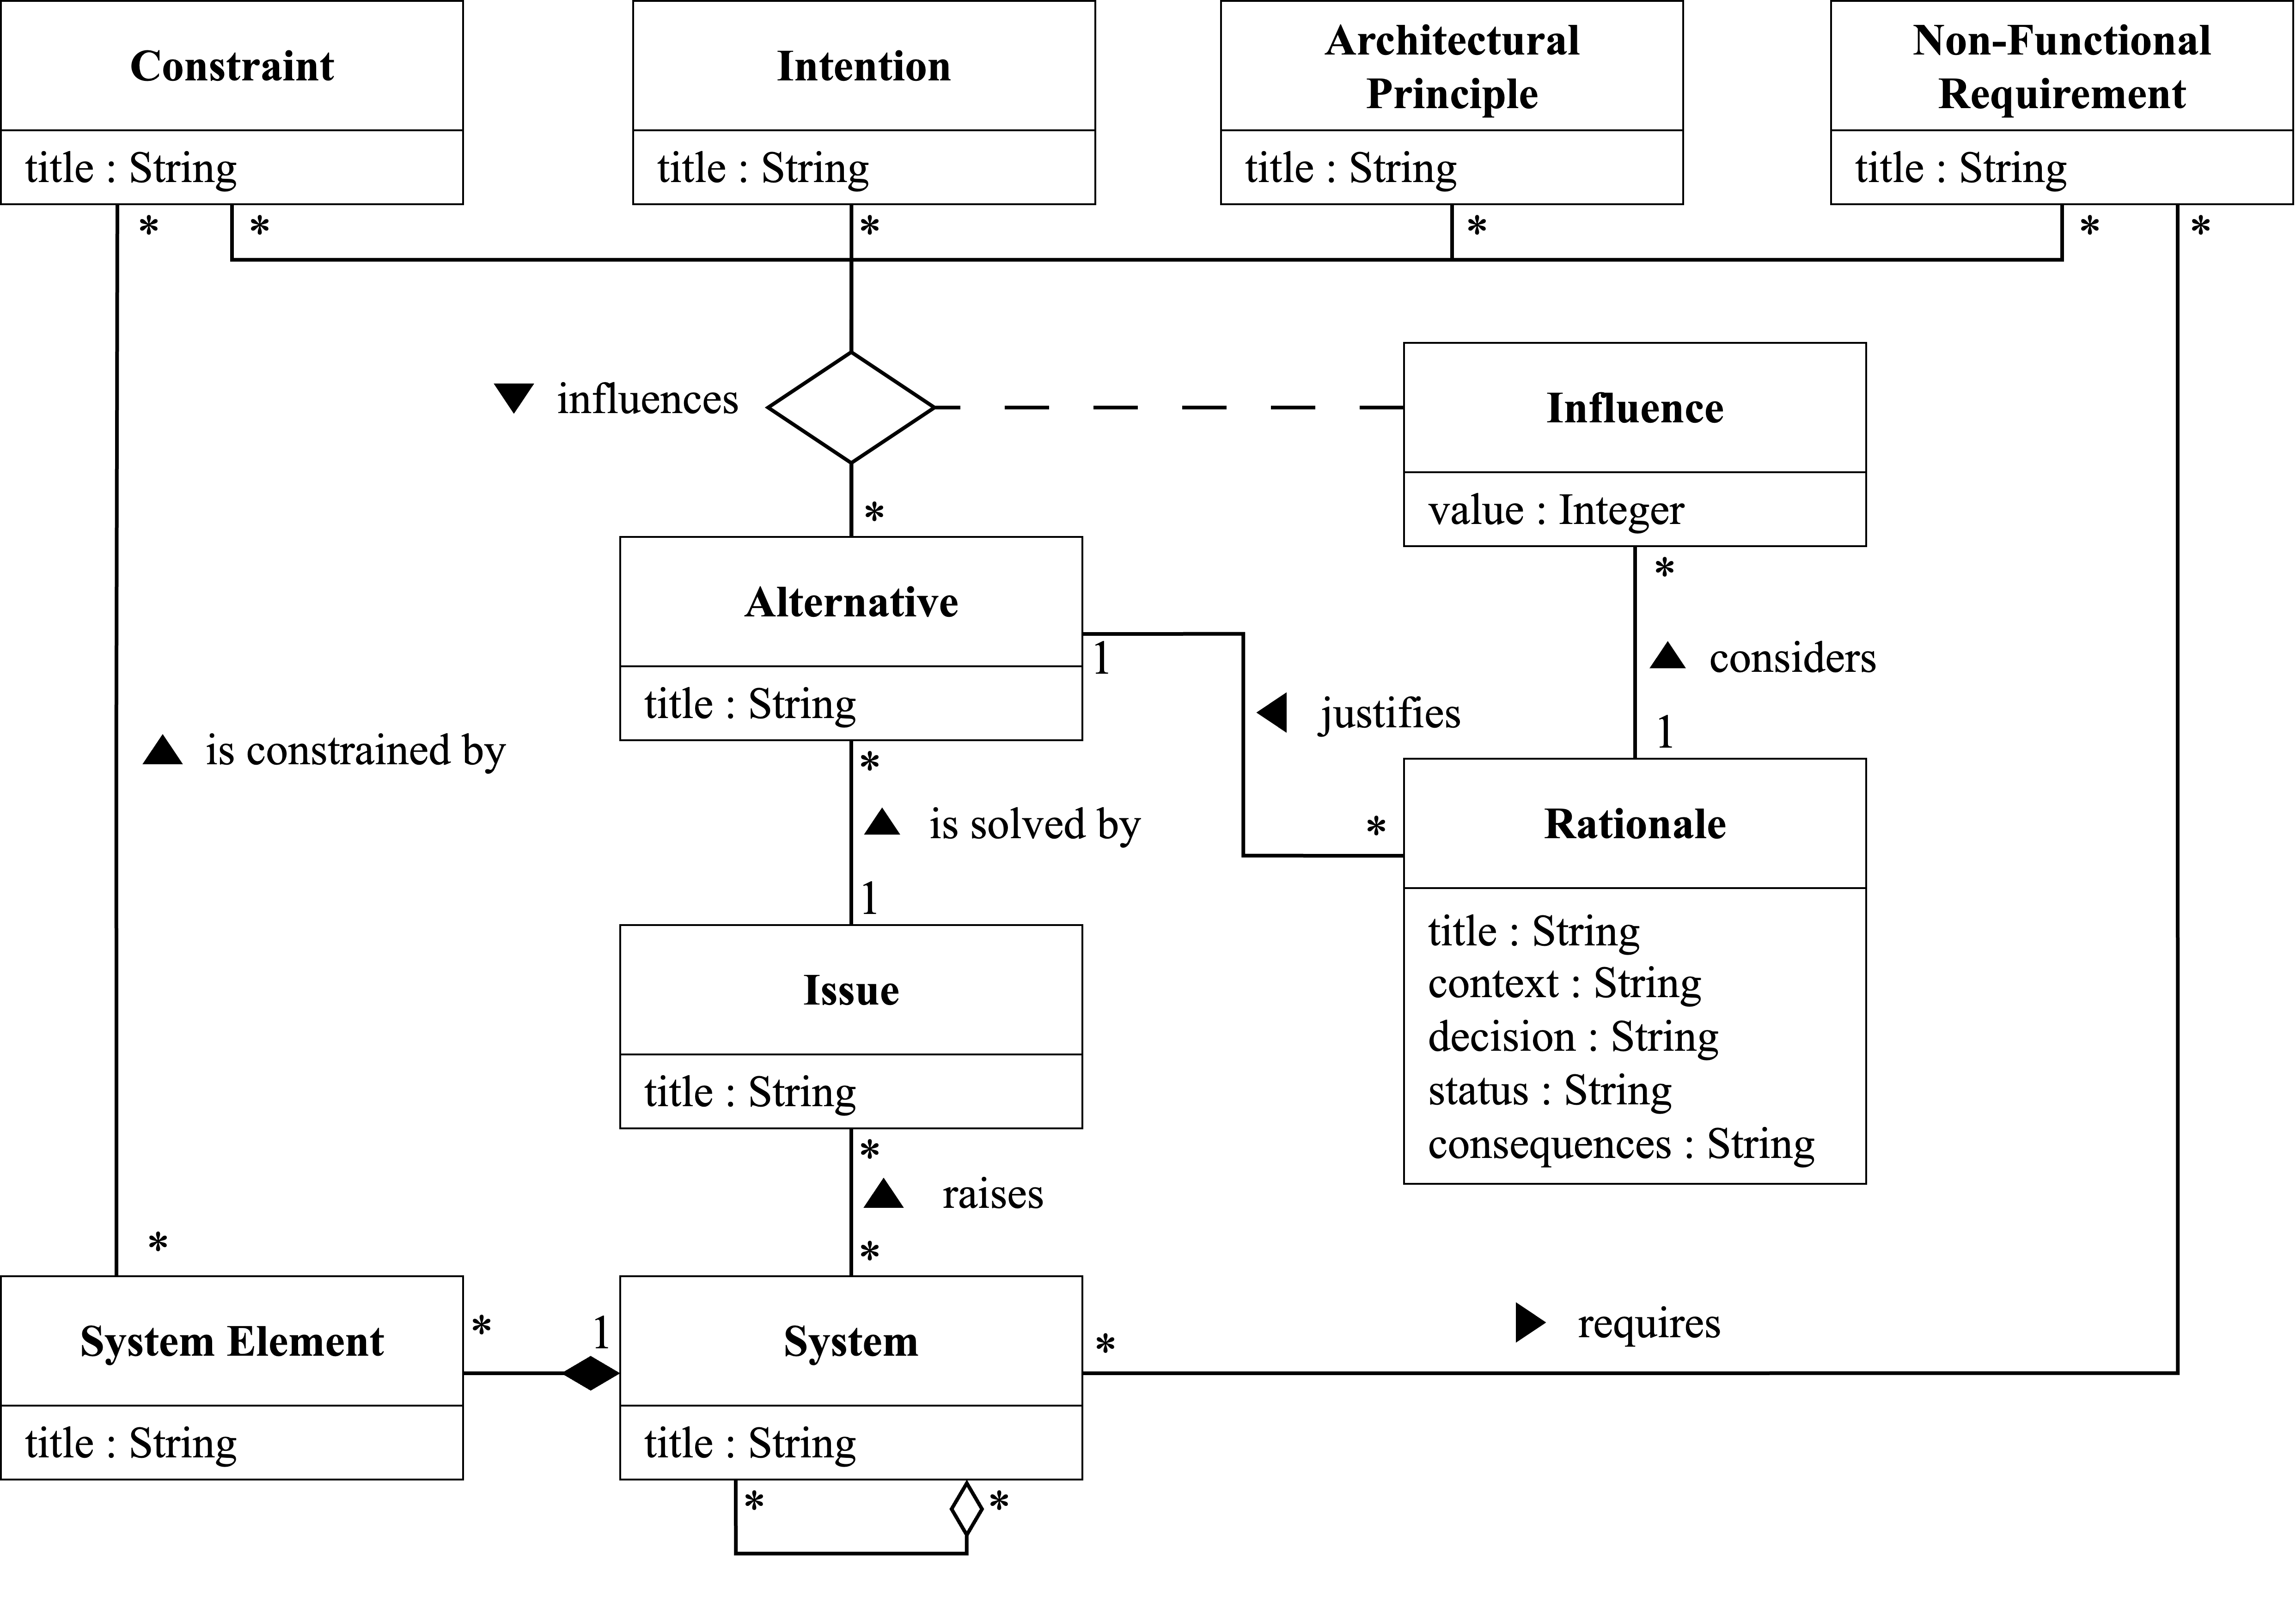 Constraint
title : String
*
*
Intention
title : String
*
Architectural
Principle
title : String
*
Non-Functional
Requirement
title : String
*
*
influences
Influence
value : Integer
*
*
Alternative
title : String
1
considers
justifies
1
is constrained by
*
is solved by
*
Rationale
title : String
context : String
decision : String
status : String
consequences : String
1
Issue
title : String
*
raises
*
*
System Element
title : String
*
1
System
title : String
*
requires
*
*